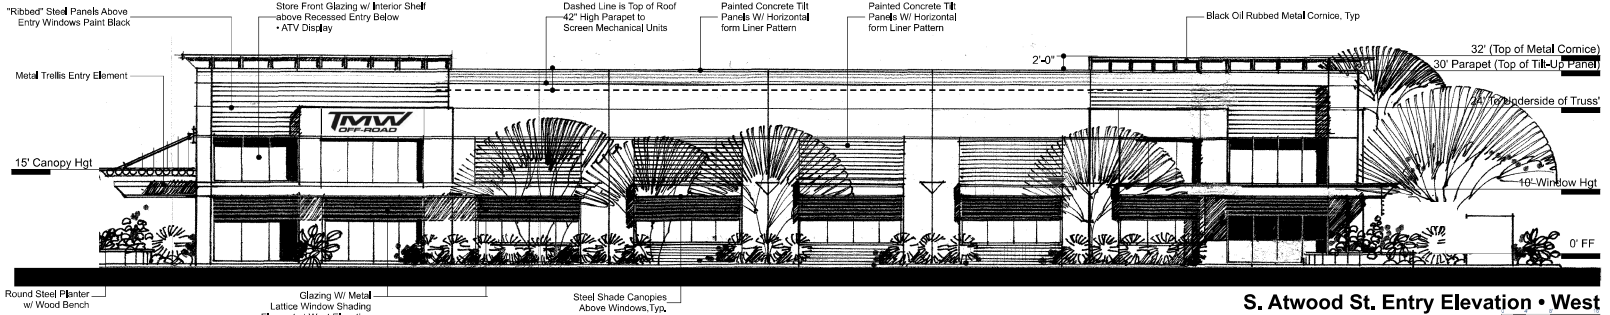 "Ribbed" Steel Panels Above
Entry Windows Paint Black
Store Front Glazing w/ Interior Shelf
above Recessed Entry Below
• ATV Display
Dashed Line is Top of Roof
42" High Parapet to
Screen Mechanical Units
Painted Concrete Tilt
Panels W/ Horizontal
form Liner Pattern
Painted Concrete Tilt
Panels W/ Horizontal
form Liner Pattern
Black Oil Rubbed Metal Cornice, Typ
32' (Top of Metal Cornice)
2'-0"
30' Parapet (Top of Tilt-Up Panel)
Metal Trellis Entry Element
24' To Underside of Truss'
TMW
OFF-ROAD
15' Canopy Hgt
10'-Window Hgt
0' FF
Round Steel Planter
w/ Wood Bench
Glazing W/ Metal
Lattice Window Shading
Steel Shade Canopies
Above Windows, Typ.
S. Atwood St. Entry Elevation • West